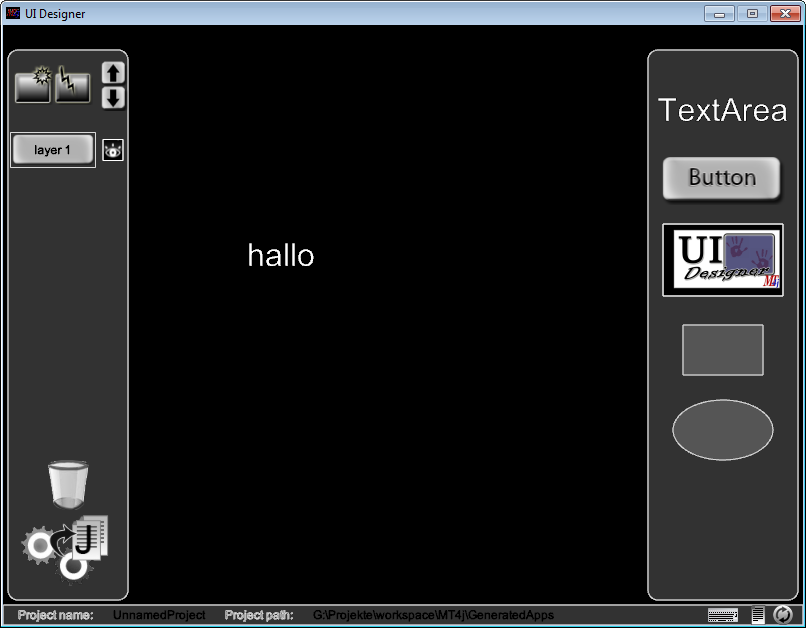 UI Designer
layer 1
hallo
TextArea
Button
UI
Designer
MT4j
J
Project name: UnnamedProject Project path: G:\Projekte\workspace\MT4j\GeneratedApps